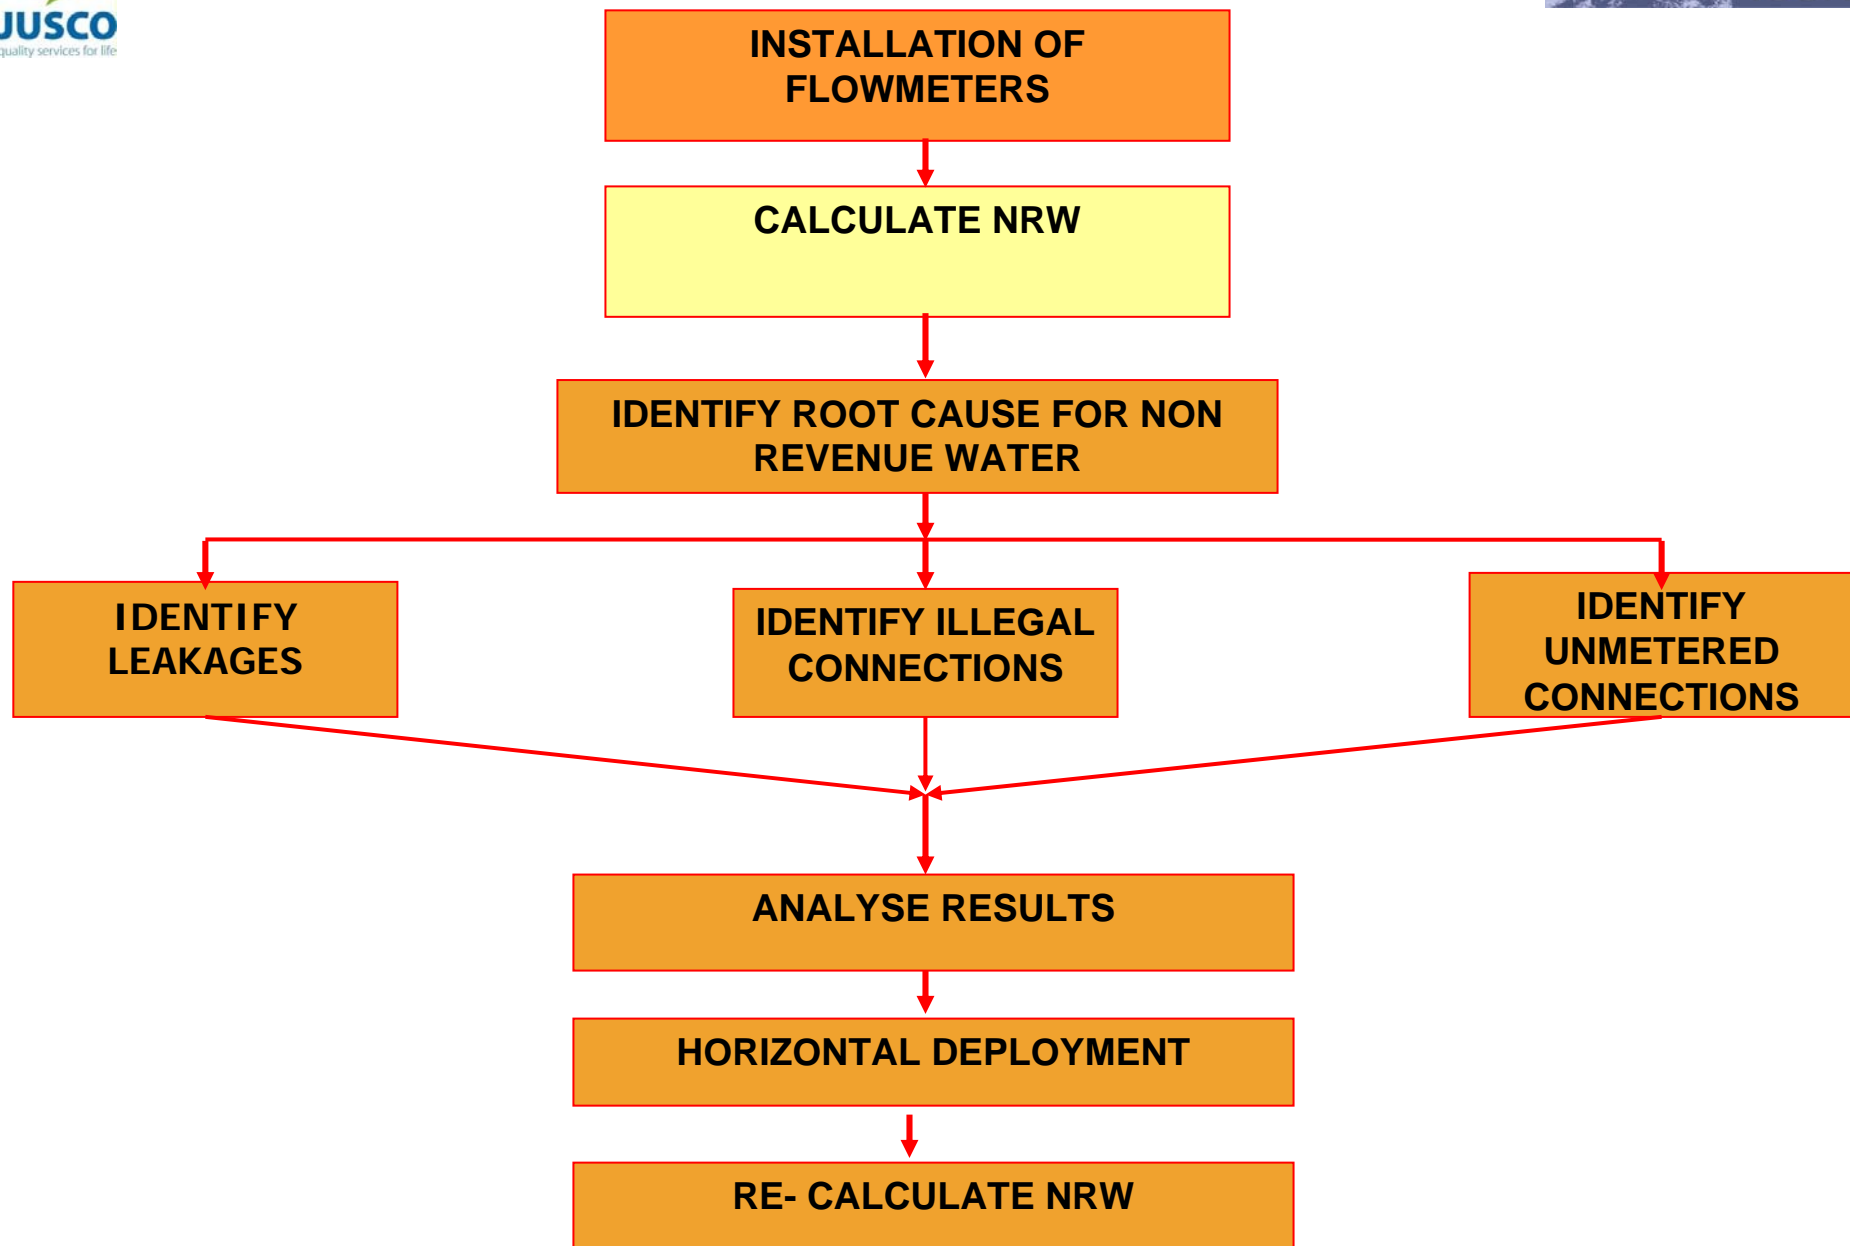 JUSCO
quality services for life
INSTALLATION OF
FLOWMETERS
CALCULATE NRW
IDENTIFY ROOT CAUSE FOR NON
REVENUE WATER
IDENTIFY
LEAKAGES
IDENTIFY ILLEGAL
CONNECTIONS
IDENTIFY
UNMETERED
CONNECTIONS
ANALYSE RESULTS
HORIZONTAL DEPLOYMENT
RE- CALCULATE NRW